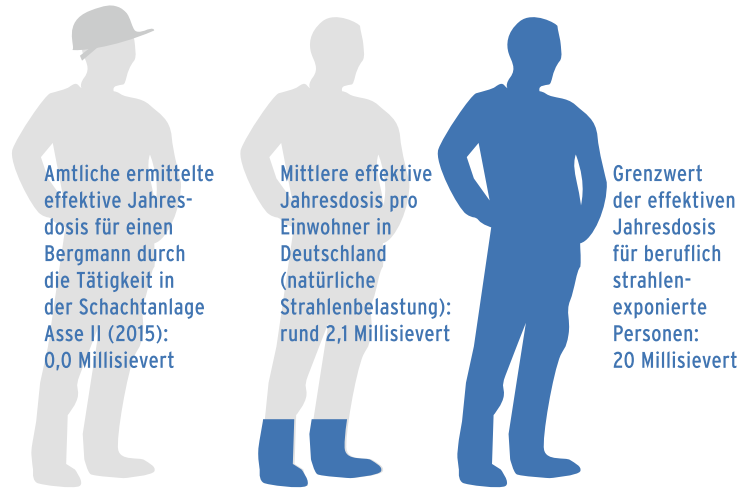 Amtliche ermittelte
effektive Jahres-
dosis für einen
Bergmann durch
die Tätigkeit in
der Schachtanlage
Asse II (2015):
0,0 Millisievert
Mittlere effektive
Jahresdosis pro
Einwohner in
Deutschland
(natürliche
Strahlenbelastung):
rund 2,1 Millisievert
Grenzwert
der effektiven
Jahresdosis
für beruflich
strahlen-
exponierte
Personen:
20 Millisievert